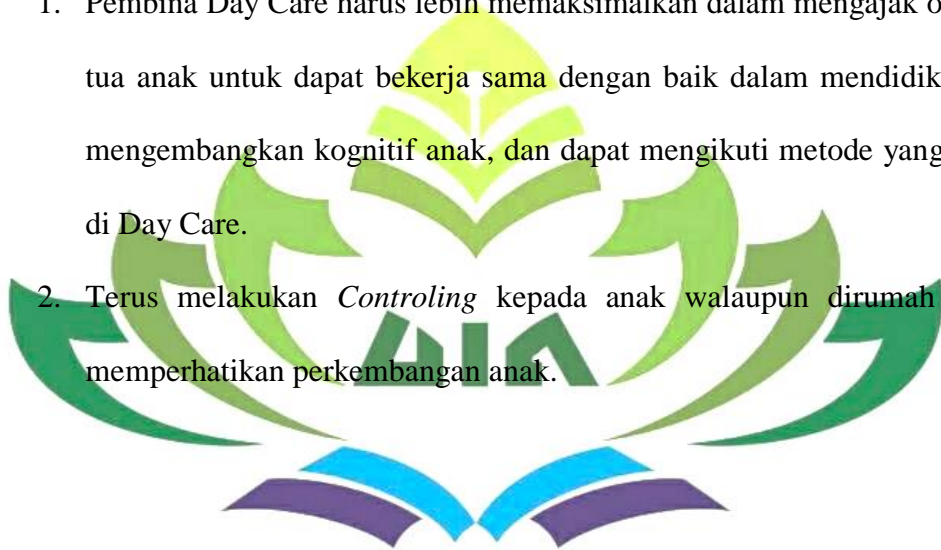 1. Pembina Day Care harus lebih memaksimalkan dalam mengajak o
tua anak untuk dapat bekerja sama dengan baik dalam mendidik
mengembangkan kognitif anak, dan dapat mengikuti metode yang
di Day Care.
2. Terus melakukan Controling kepada anak walaupun dirumah
memperhatikan perkembangan anak.